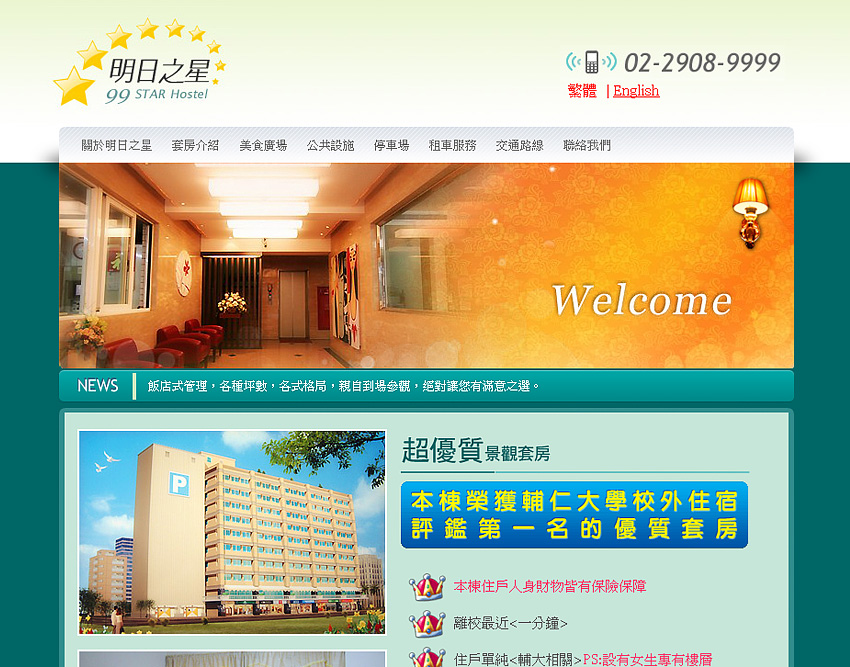 明日之星
99 STAR Hostel
02-2908-9999
繁體 | English
關於明日之星 套房介紹 美食廣場 公共設施 停車場 租車服務 交通路線 聯絡我們
Welcome
NEWS 飯店式管理，各種坪數，各式格局，親自到場參觀，絕對讓您有滿意之選。
P
超優質景觀套房
本棟榮獲輔仁大學校外住宿
評鑑第一名的優質套房
本棟住戶人身財物皆有保險保障
離校最近<一分鐘>
住戶單純<輔大相關>PS:設有女生專有樓層